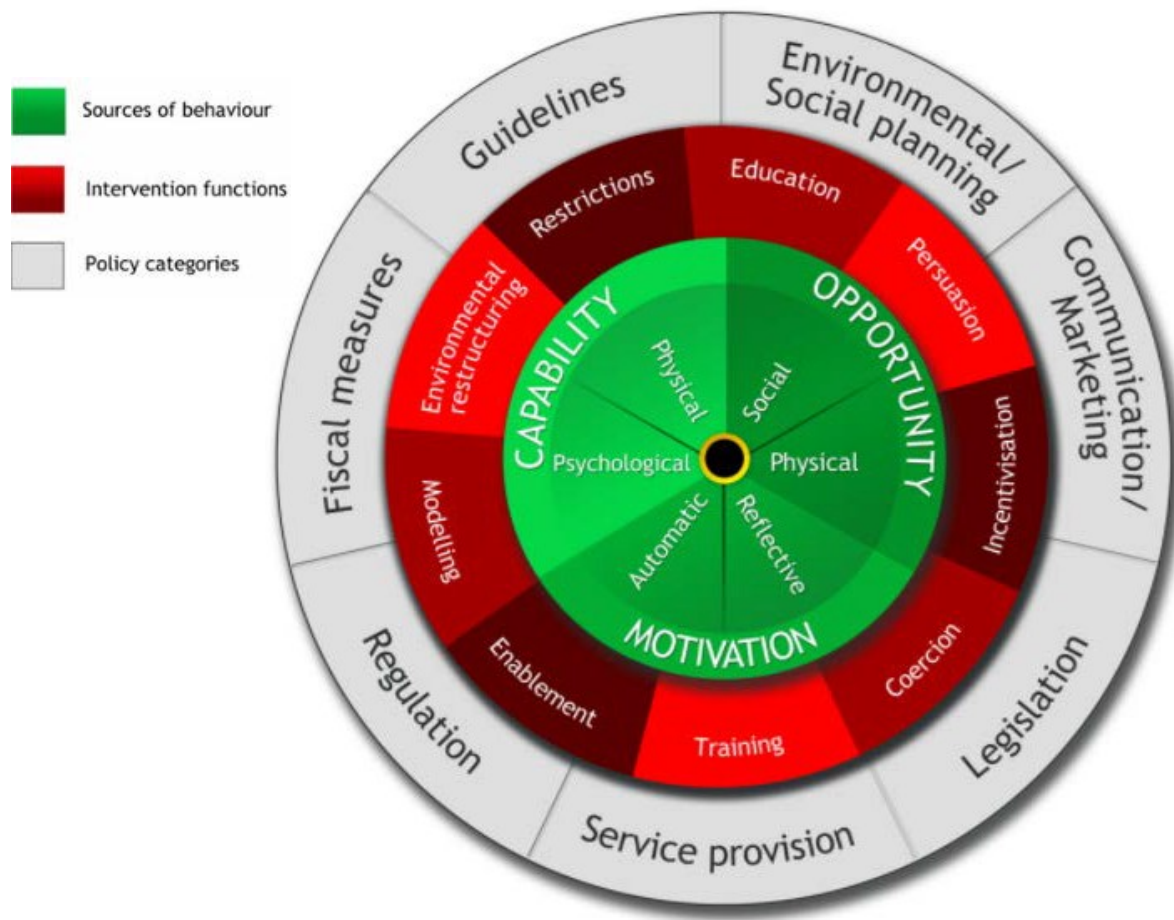 Sources of behaviour
Intervention functions
Policy categories
Guidelines
Environmental/
Social planning
Communication/
Marketing
Legislation
Service provision
Regulation
Fiscal measures
Restrictions
Education
Persuasion
Incentivisation
Coercion
Training
Enablement
Modelling
Environmental
restructuring
CAPABILITY
OPPORTUNITY
MOTIVATION
Physical
Social
Physical
Reflective
Automatic
Psychological